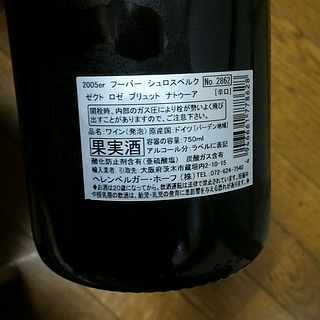 2005er フーバー シュロスベルク No.2862
ゼクト ロゼ ブリュット ナトゥーア [辛口]
開栓時、内部のガス圧により栓が勢いよく飛び
出すことがありますので、ご注意下さい。
品名:ワイン(発泡) 原産国:ドイツ[バーデン地域]
果実酒
容器の容量:750ml
アルコール分:ラベルに表記
酸化防止剤含有(亜硫酸塩) 炭酸ガス含有
輸入業者: 引取先: 大阪府茨木市蔵垣内2-10-15
ヘレンベルガー・ホーフ(株)TEL 072-624-7540
◆お酒は20歳になってから。飲酒運転は法律で禁止されています。妊娠中
や授乳期の飲酒は、胎児・乳児の発育に悪影響を与える恐れがあります。